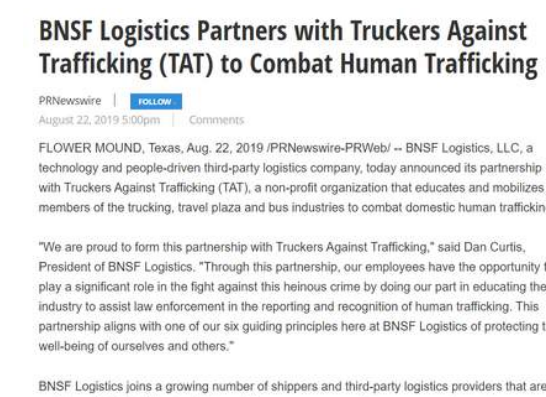 BNSF Logistics Partners with Truckers Against
Trafficking (TAT) to Combat Human Trafficking
PRNewswire | FOLLOW
August 22, 2019 5:00pm | Comments
FLOWER MOUND, Texas, Aug. 22, 2019 /PRNewswire-PRWeb/ -- BNSF Logistics, LLC, a
technology and people-driven third-party logistics company, today announced its partnership
with Truckers Against Trafficking (TAT), a non-profit organization that educates and mobilizes
members of the trucking, travel plaza and bus industries to combat domestic human traffickin
"We are proud to form this partnership with Truckers Against Trafficking," said Dan Curtis,
President of BNSF Logistics. "Through this partnership, our employees have the opportunity t
play a significant role in the fight against this heinous crime by doing our part in educating the
industry to assist law enforcement in the reporting and recognition of human trafficking. This
partnership aligns with one of our six guiding principles here at BNSF Logistics of protecting t
well-being of ourselves and others."
BNSF Logistics joins a growing number of shippers and third-party logistics providers that are